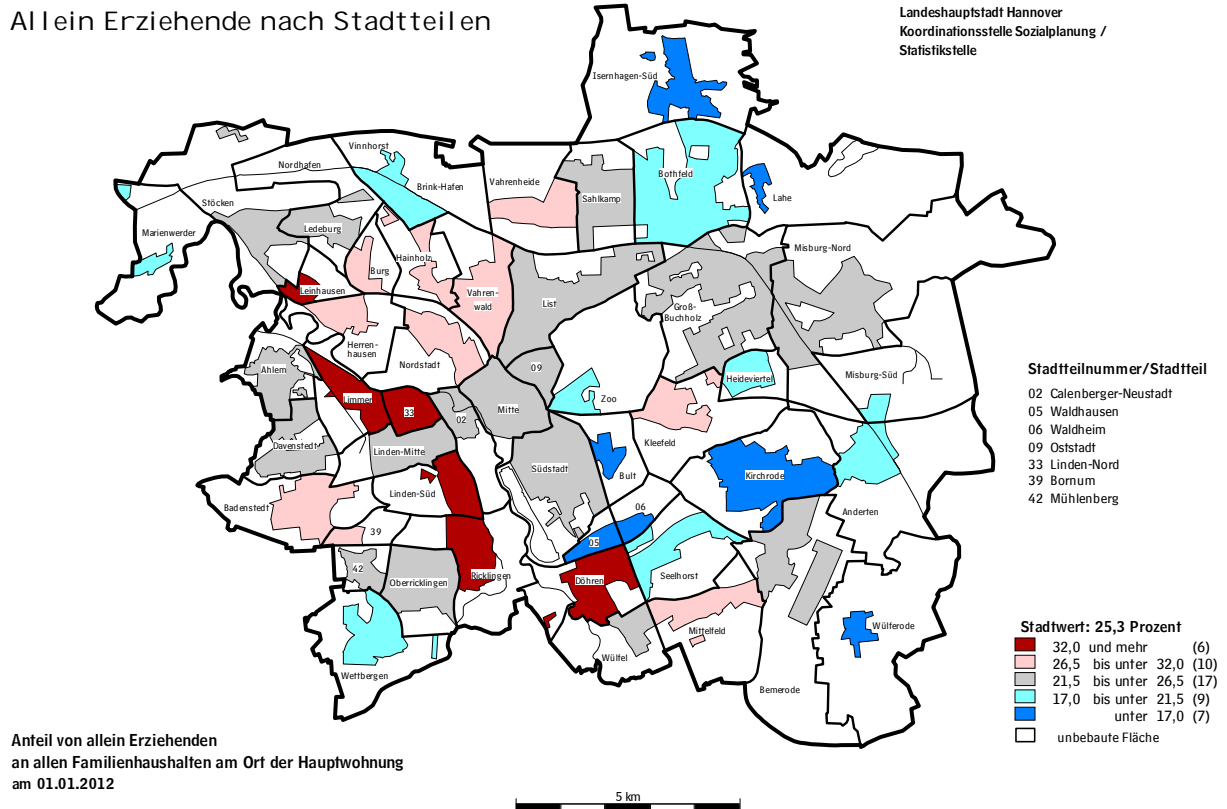 Allein Erziehende nach Stadtteilen
Landeshauptstadt Hannover
Koordinationsstelle Sozialplanung /
Statistikstelle
Isernhagen-Süd
Vinnhorst
Nordhafen
Brink-Hafen
Vahrenheide
Bothfeld
Sahlkamp
Lahe
Stöcken
Marienwerder
Ledeburg
Misburg-Nord
Hainholz
Burg
Leinhausen
Vahren-
wald
List
Groß-
Buchholz
Herren-
hausen
Nordstadt
Ahlem
09
Heideviertel
Misburg-Süd
Limmer
33
02
Mitte
Zoo
Kleefeld
Davenstedt
Linden-Mitte
Südstadt
Bult
Kirchrode
Linden-Süd
Badenstedt
39
06
05
Anderten
42
Oberricklingen
Ricklingen
Döhren
Seelhorst
Mittelfeld
Wülfel
Wülferode
Wettbergen
Bemerode
Stadtteilnummer/Stadtteil
02 Calenberger-Neustadt
05 Waldhausen
06 Waldheim
09 Oststadt
33 Linden-Nord
39 Bornum
42 Mühlenberg
Stadtwert: 25,3 Prozent
32,0 und mehr (6)
26,5 bis unter 32,0 (10)
21,5 bis unter 26,5 (17)
17,0 bis unter 21,5 (9)
unter 17,0 (7)
unbebaute Fläche
Anteil von allein Erziehenden
an allen Familienhaushalten am Ort der Hauptwohnung
am 01.01.2012
5 km